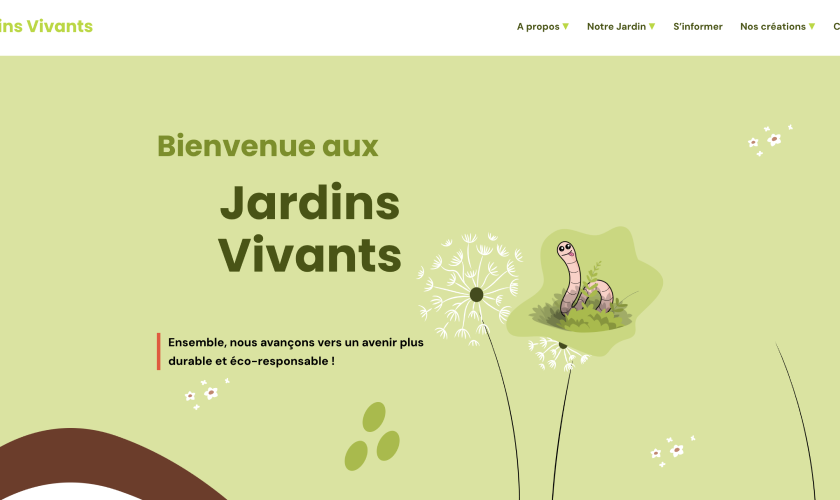 ins Vivants
A propos ▼ Notre Jardin ▼ S'informer Nos créations ▼ C
Bienvenue aux
Jardins
Vivants
Ensemble, nous avançons vers un avenir plus
durable et éco-responsable !